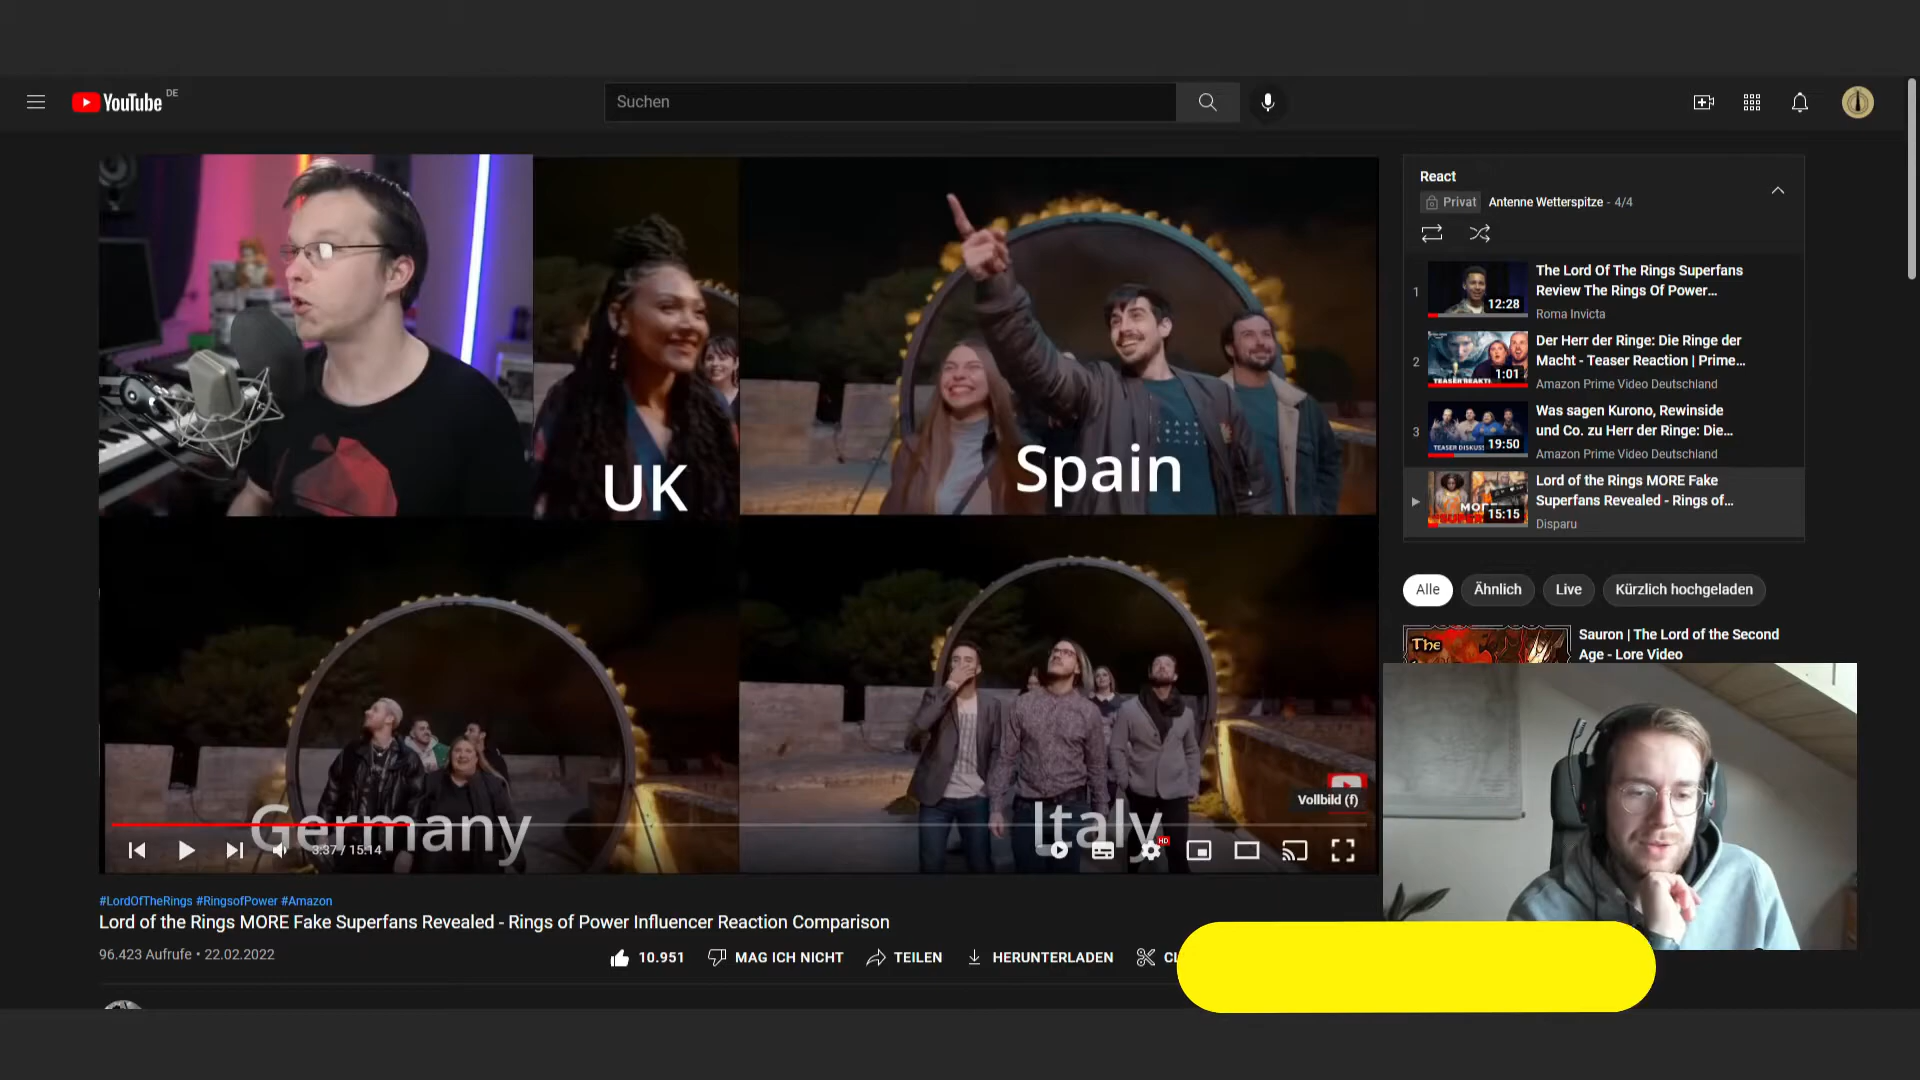 YouTube DE
Suchen
UK
Spain
Germany
Italy
Vollbild (f)
3:37 / 15:14
HD
#LordOfTheRings #RingsofPower #Amazon
Lord of the Rings MORE Fake Superfans Revealed - Rings of Power Influencer Reaction Comparison
96.423 Aufrufe • 22.02.2022
10.951 MAG ICH NICHT TEILEN HERUNTERLADEN
React
Privat Antenne Wetterspitze - 4/4
1
12:28
The Lord Of The Rings Superfans
Review The Rings Of Power...
Roma Invicta
2
1:01
Der Herr der Ringe: Die Ringe der
Macht - Teaser Reaction | Prime...
Amazon Prime Video Deutschland
3
19:50
Was sagen Kurono, Rewinside
und Co. zu Herr der Ringe: Die...
Amazon Prime Video Deutschland
15:15
Lord of the Rings MORE Fake
Superfans Revealed - Rings of...
Disparu
Alle Ähnlich Live Kürzlich hochgeladen
The
Sauron | The Lord of the Second
Age - Lore Video